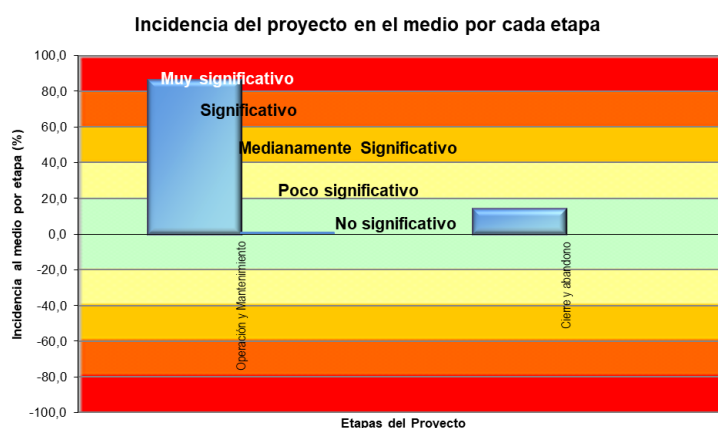 Incidencia del proyecto en el medio por cada etapa
100,0
80,0
60,0
40,0
20,0
0,0
-20,0
-40,0
-60,0
-80,0
-100,0
Incidencia al medio por etapa (%)
Muy significativo
Significativo
Medianamente Significativo
Poco significativo
No significativo
Operación y Mantenimiento
Cierre y abandono
Etapas del Proyecto